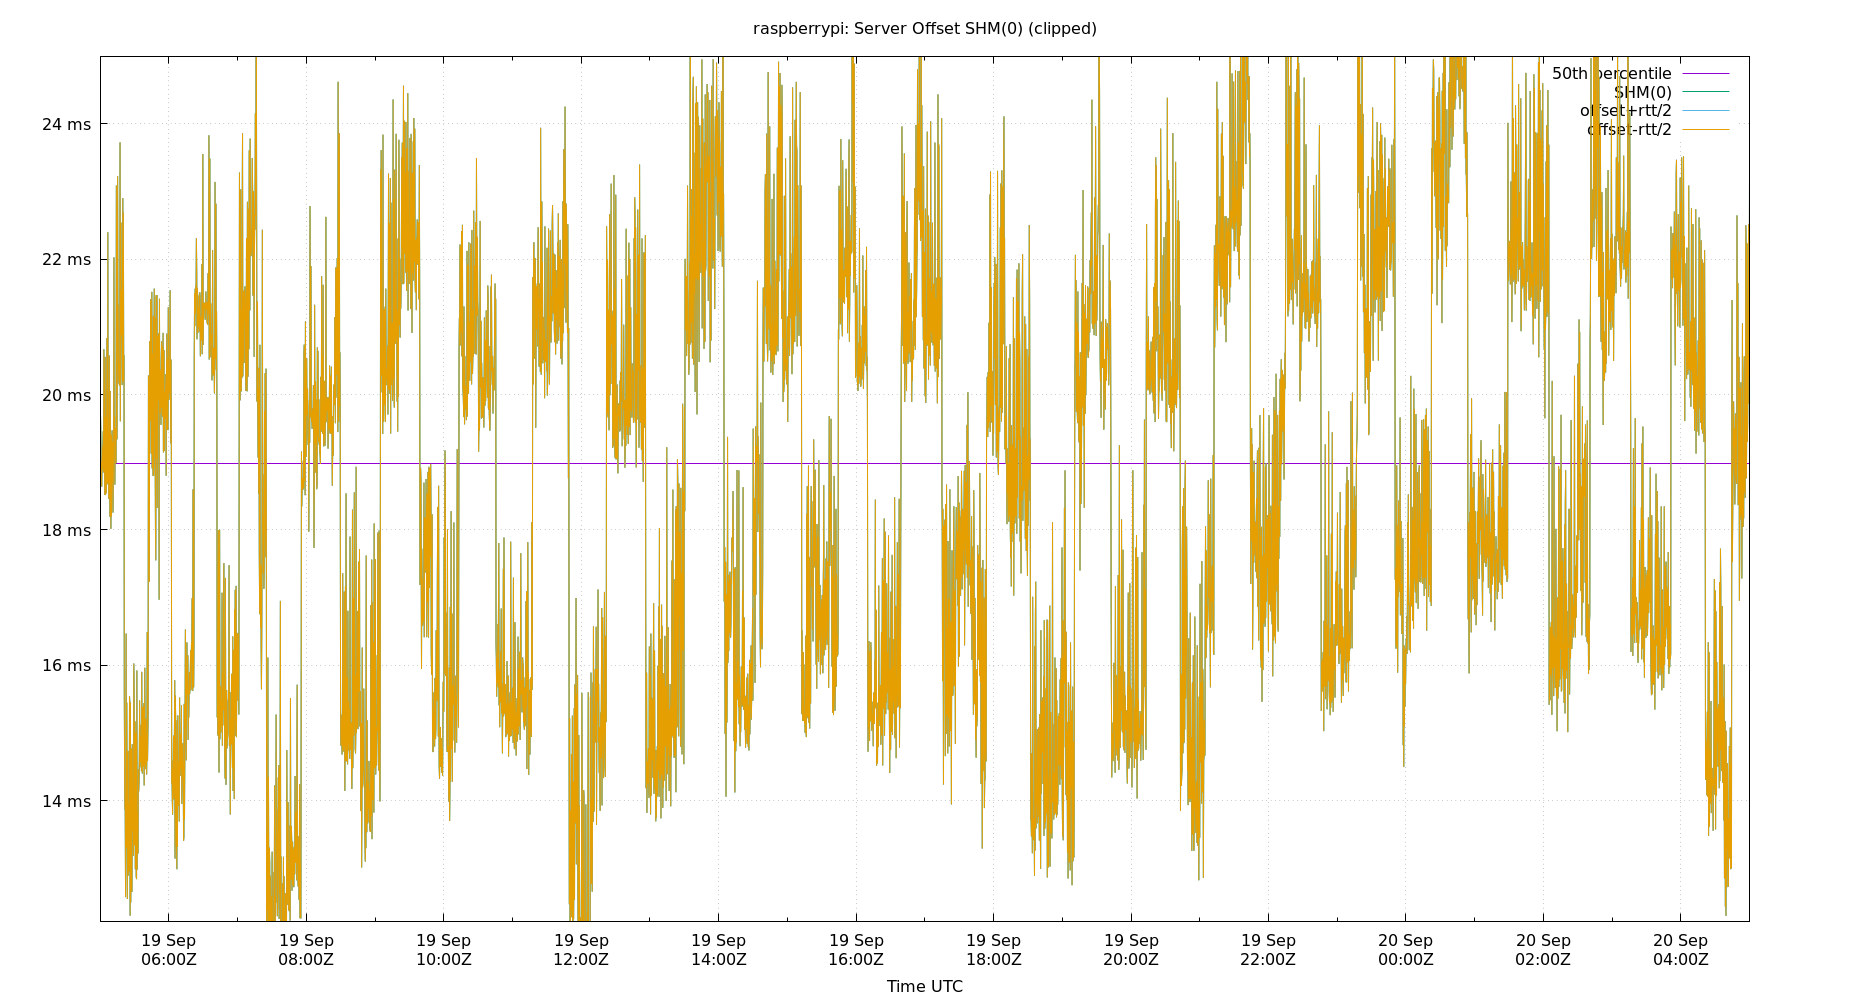 raspberrypi: Server Offset SHM(0) (clipped)
50th percentile
SHM(0)
offset+rtt/2
offset-rtt/2
24 ms
22 ms
20 ms
18 ms
16 ms
14 ms
19 Sep 19 Sep 19 Sep 19 Sep 19 Sep 19 Sep 19 Sep 19 Sep 19 Sep 20 Sep 20 Sep 20 Sep
06:00Z 08:00Z 10:00Z 12:00Z 14:00Z 16:00Z 18:00Z 20:00Z 22:00Z 00:00Z 02:00Z 04:00Z
Time UTC